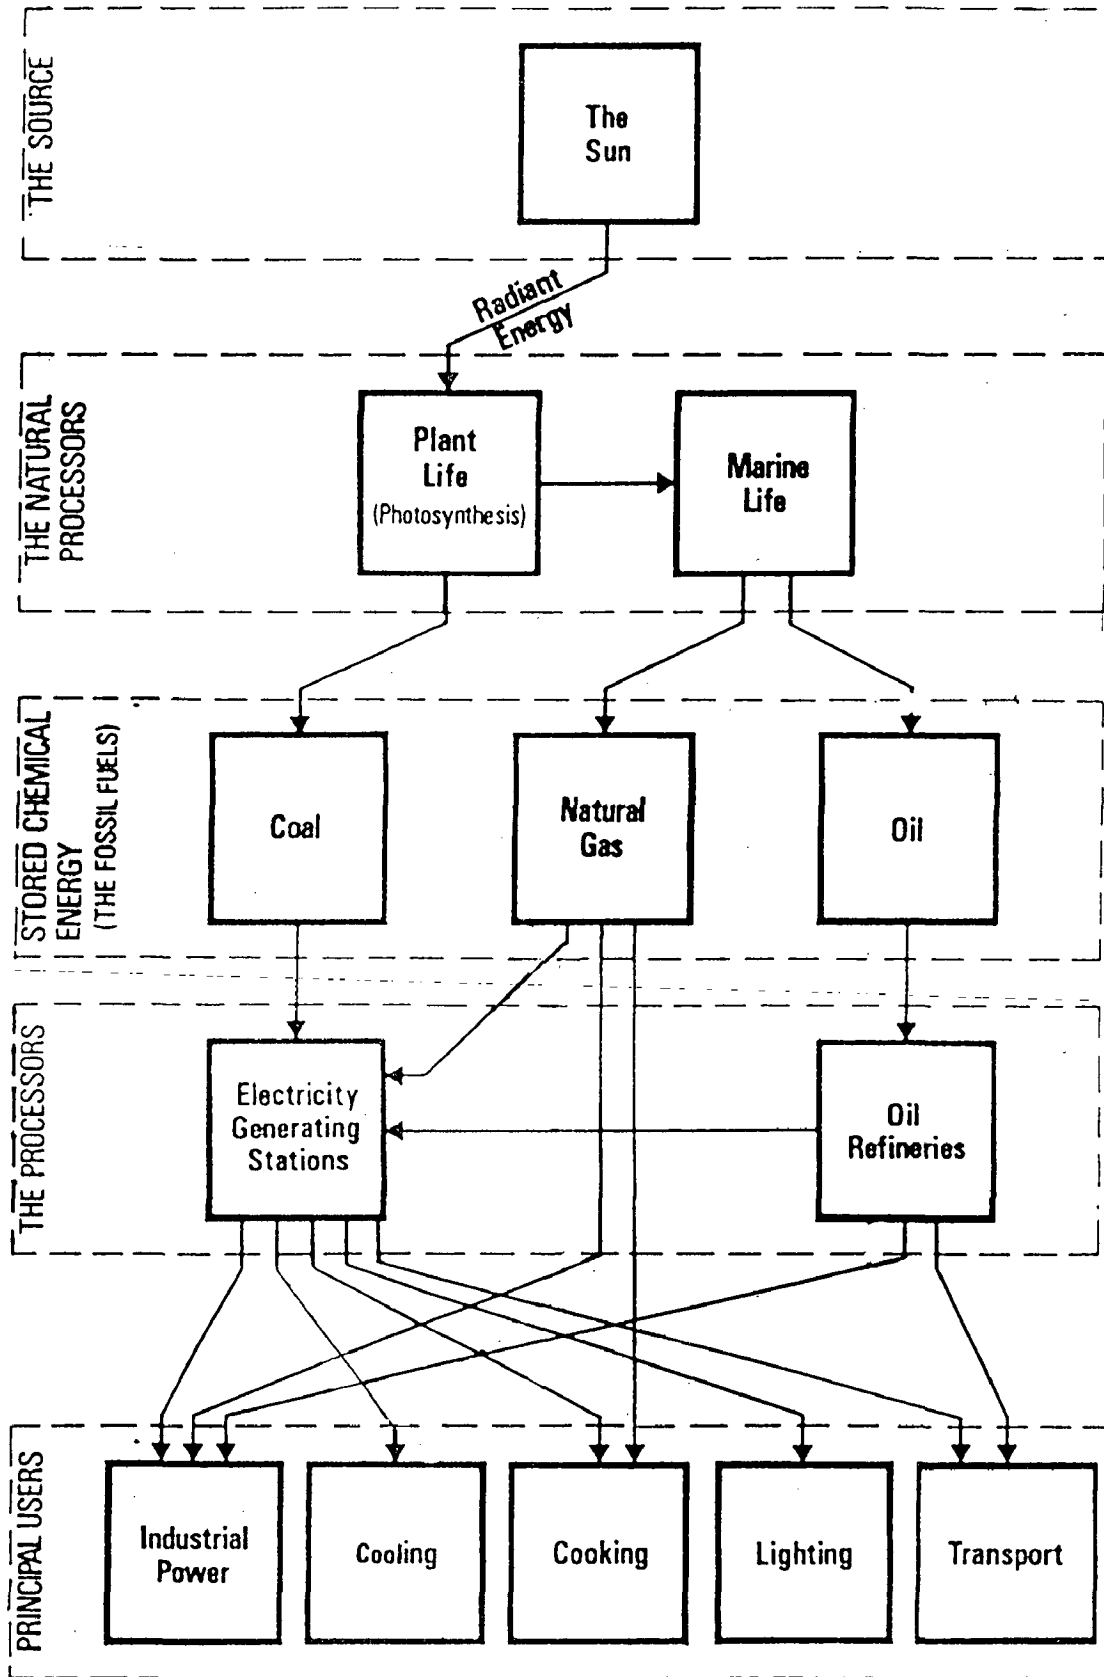 THE SOURCE
The
Sun
Radiant
Energy
THE NATURAL
PROCESSORS
Plant
Life
(Photosynthesis)
Marine
Life
STORED CHEMICAL
ENERGY
(THE FOSSIL FUELS)
Coal
Natural
Gas
Oil
THE PROCESSORS
Electricity
Generating
Stations
Oil
Refineries
PRINCIPAL USERS
Industrial
Power
Cooling
Cooking
Lighting
Transport